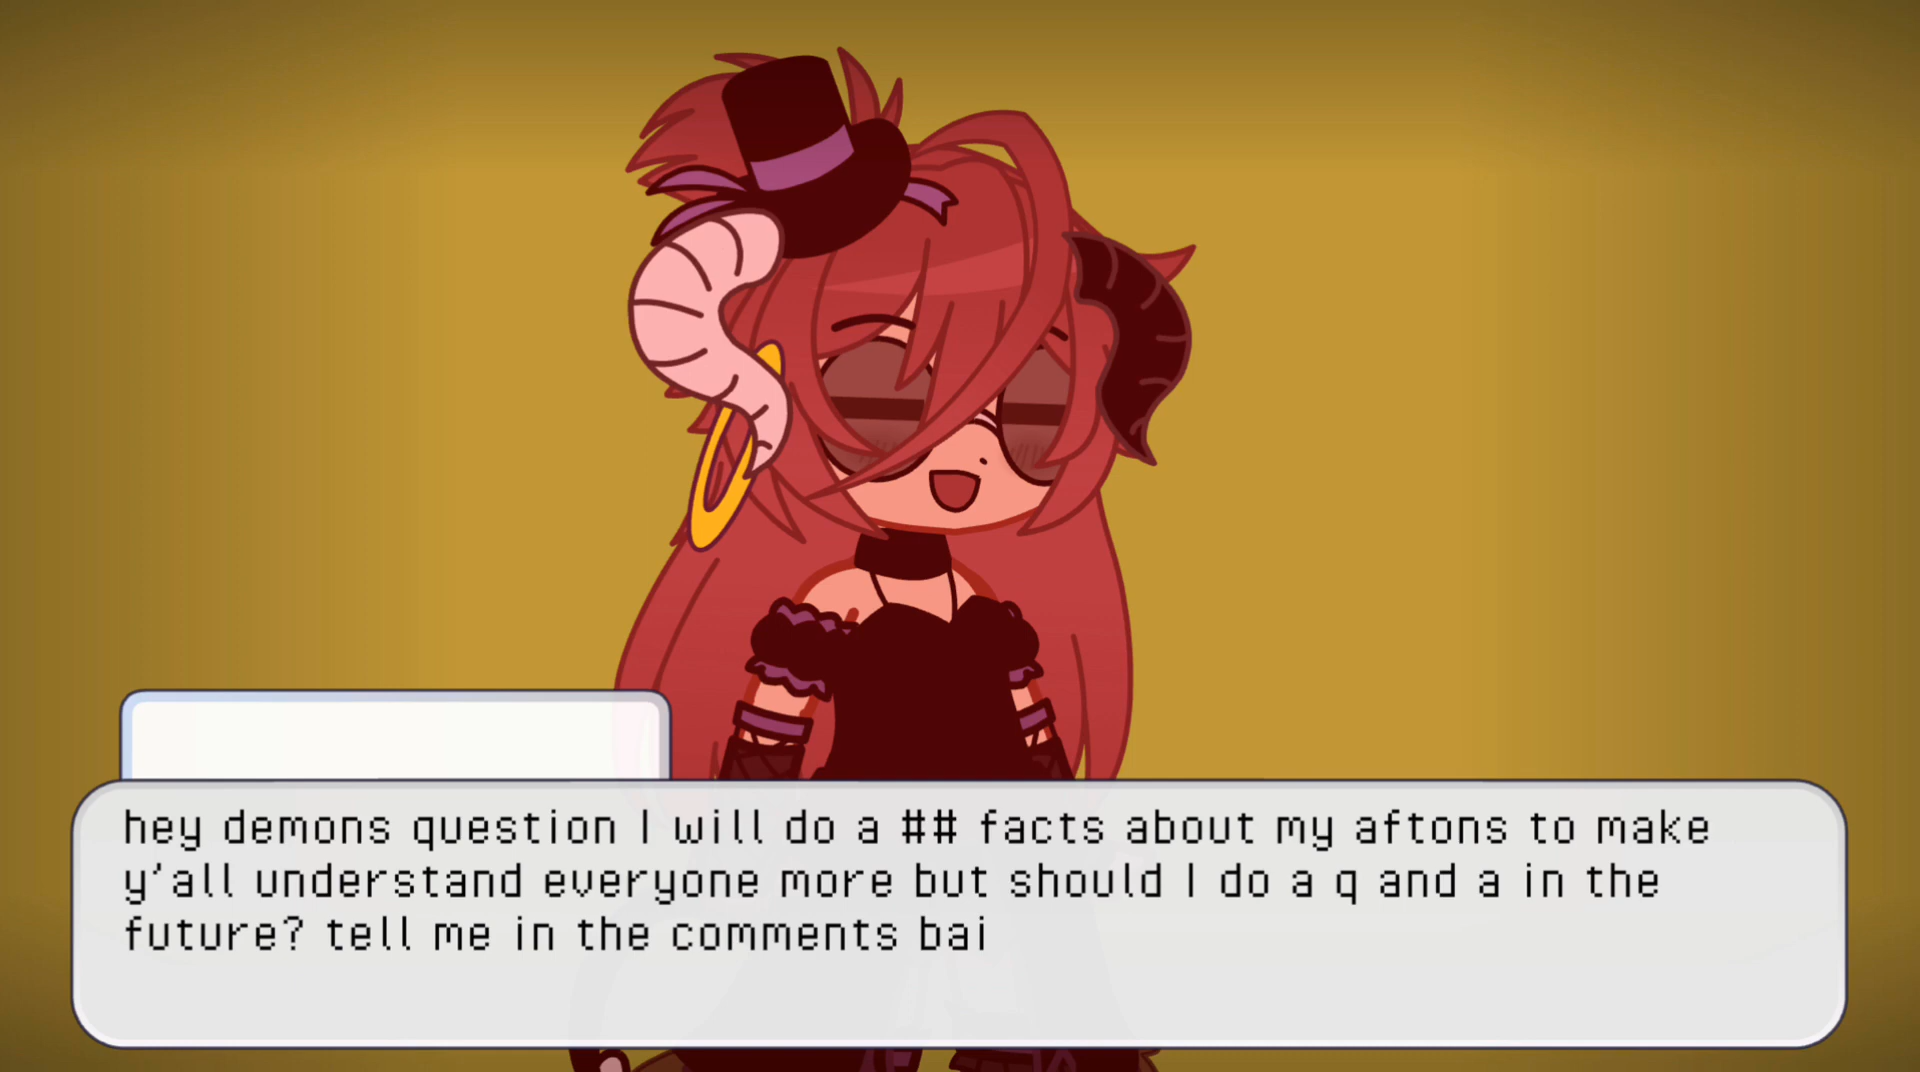 hey demons question I will do a ## facts about my aftons to make
y'all understand everyone more but should I do a q and a in the
future? tell me in the comments bai